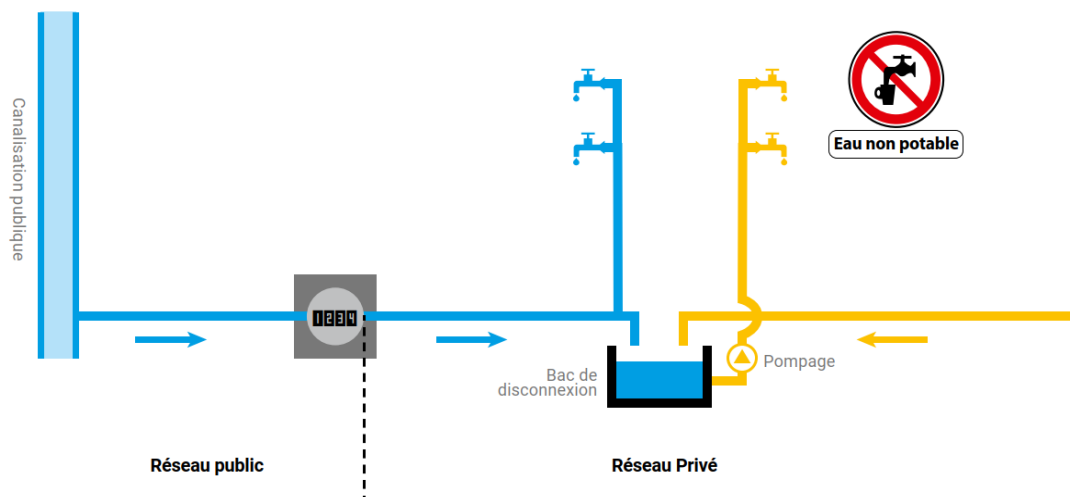 Canalisation publique
Eau non potable
1234
Pompage
Bac de
disconnexion
Réseau public
Réseau Privé